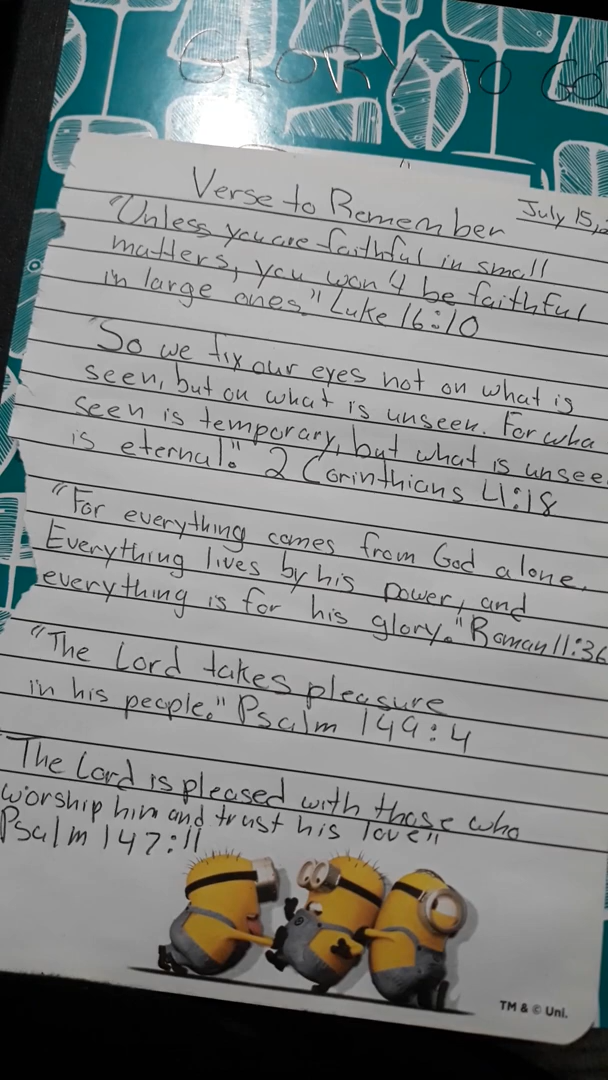 GLORY TO GO
Verse to Remember
July 15,
"Unless you are faithful in small
matters, you won't be faithful
in large ones" Luke 16:10
"So we fix our eyes not on what is
seen, but on what is unseen. For wha
seen is temporary, but what is unsee
is eternal." 2 Corinthians 4:18
"For everything comes from God alone,
Everything lives by his power, and
everything is for his glory." Roman 11:36
"The Lord takes pleasure
in his people." Psalm 149:4
The Lord is pleased with those who
worship him and trust his love"
Psalm 147:11
TM & © Uni.